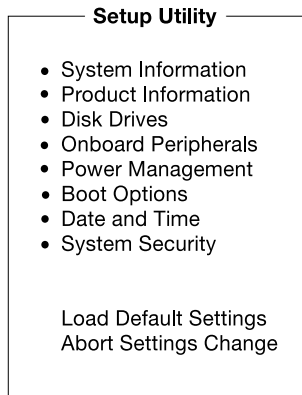 Setup Utility
• System Information
• Product Information
• Disk Drives
• Onboard Peripherals
• Power Management
• Boot Options
• Date and Time
• System Security
Load Default Settings
Abort Settings Change